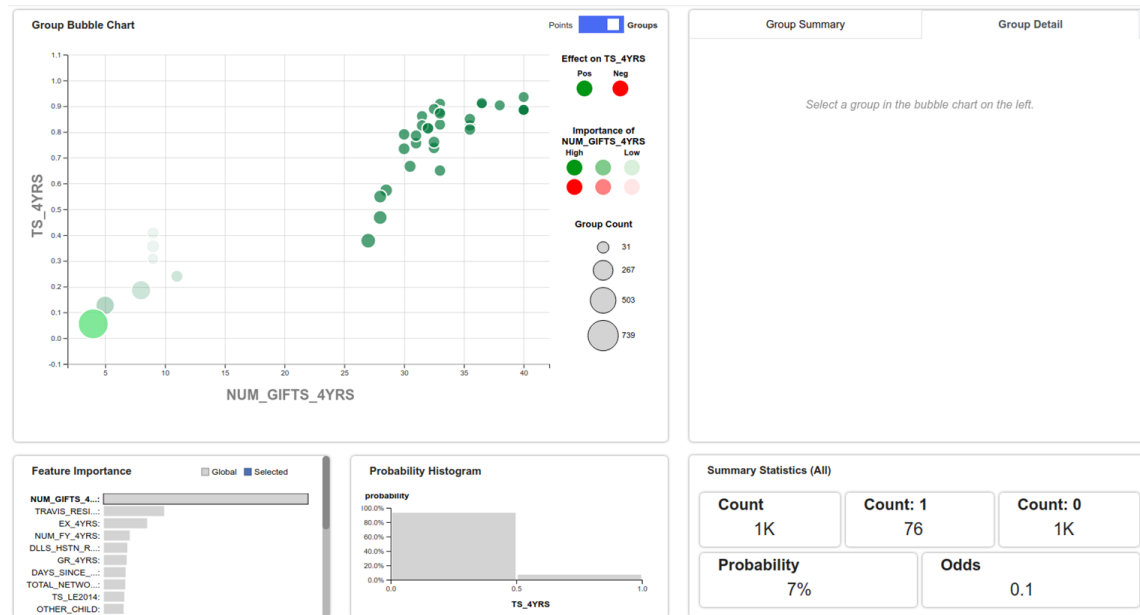 Group Bubble Chart
Points Groups
1.1
1.0
0.9
0.8
0.7
0.6
0.5
0.4
0.3
0.2
0.1
0.0
-0.1
TS_4YRS
5 10 15 20 25 30 35 40
NUM_GIFTS_4YRS
Effect on TS_4YRS
Pos Neg
Importance of
NUM_GIFTS_4YRS
High Low
Group Count
31
267
503
739
Group Summary
Group Detail
Select a group in the bubble chart on the left.
Feature Importance
Global Selected
NUM_GIFTS_4...:
TRAVIS_RESI...:
EX_4YRS:
NUM_FY_4YRS:
DLLS_HSTN_R...:
GR_4YRS:
DAYS_SINCE_...:
TOTAL_NETWO...:
TS_LE2014:
OTHER_CHILD:
Probability Histogram
probability
100.0%
80.0%
60.0%
40.0%
20.0%
0.0%
0.0 0.5 1.0
TS_4YRS
Summary Statistics (All)
Count
1K
Count: 1
76
Count: 0
1K
Probability
7%
Odds
0.1